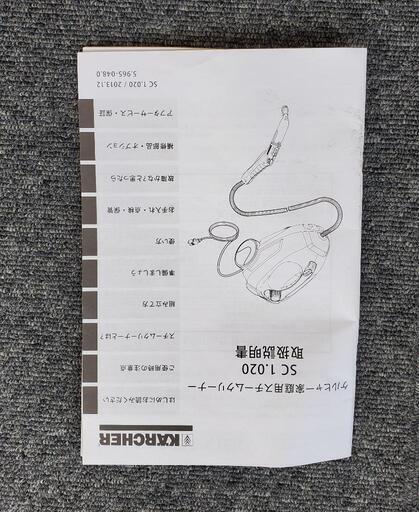 KÄRCHER
ケルヒャー家庭用スチームクリーナー
SC 1.020
取扱説明書
はじめにお読みください
ご使用時の注意点
スチームクリーナーとは?
組み立て方
準備しましょう
使い方
お手入れ・点検・保管
故障かな?と思ったら
補修部品・オプション
アフターサービス・保証
SC 1.020 / 2013.12
5.965-048.0